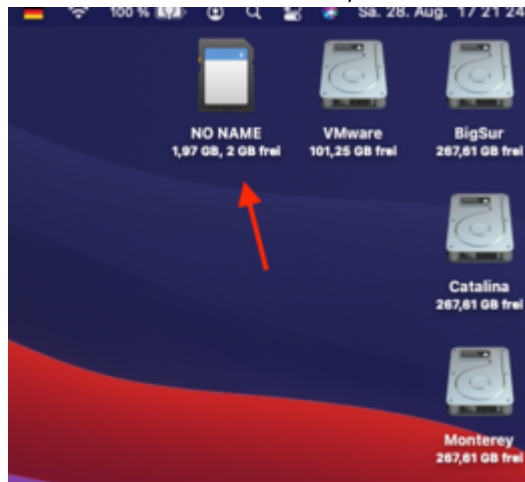 100 %
Sa. 28. Aug. 17 21 24
NO NAME
1,97 GB, 2 GB frei
VMware
101,25 GB frei
BigSur
267,61 GB frei
Catalina
267,61 GB frei
Monterey
267,61 GB frei